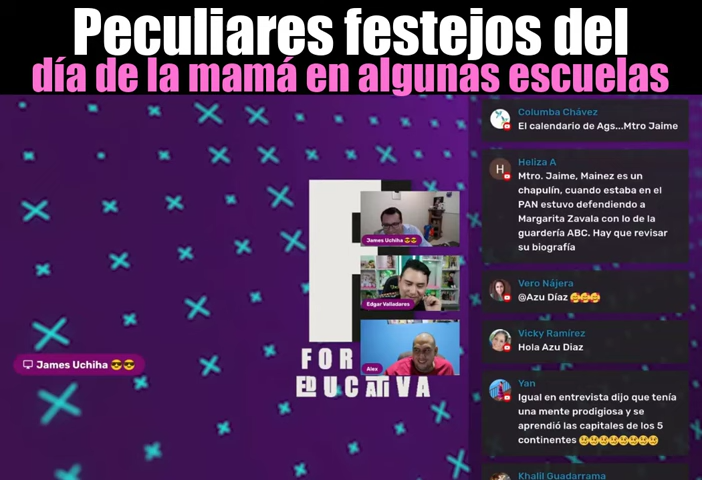 Peculiares festejos del
día de la mamá en algunas escuelas
Columba Chávez
El calendario de Ags...Mtro Jaime
H
Heliza A
Mtro. Jaime, Mainez es un
chapulín, cuando estaba en el
PAN estuvo defendiendo a
Margarita Zavala con lo de la
guardería ABC. Hay que revisar
su biografía
Vero Nájera
@Azu Díaz 🥰🥰🥰
Vicky Ramírez
Hola Azu Diaz
Yan
Igual en entrevista dijo que tenía
una mente prodigiosa y se
aprendió las capitales de los 5
continentes
Khalil Guadarrama
James Uchiha 😎😎
Edgar Valladares
Alex
James Uchiha 😎😎
FOR
EDUCATIVA